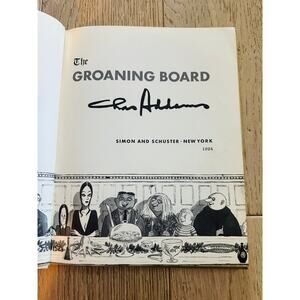 The
GROANING BOARD
Chas Addams
SIMON AND SCHUSTER · NEW YORK
1964